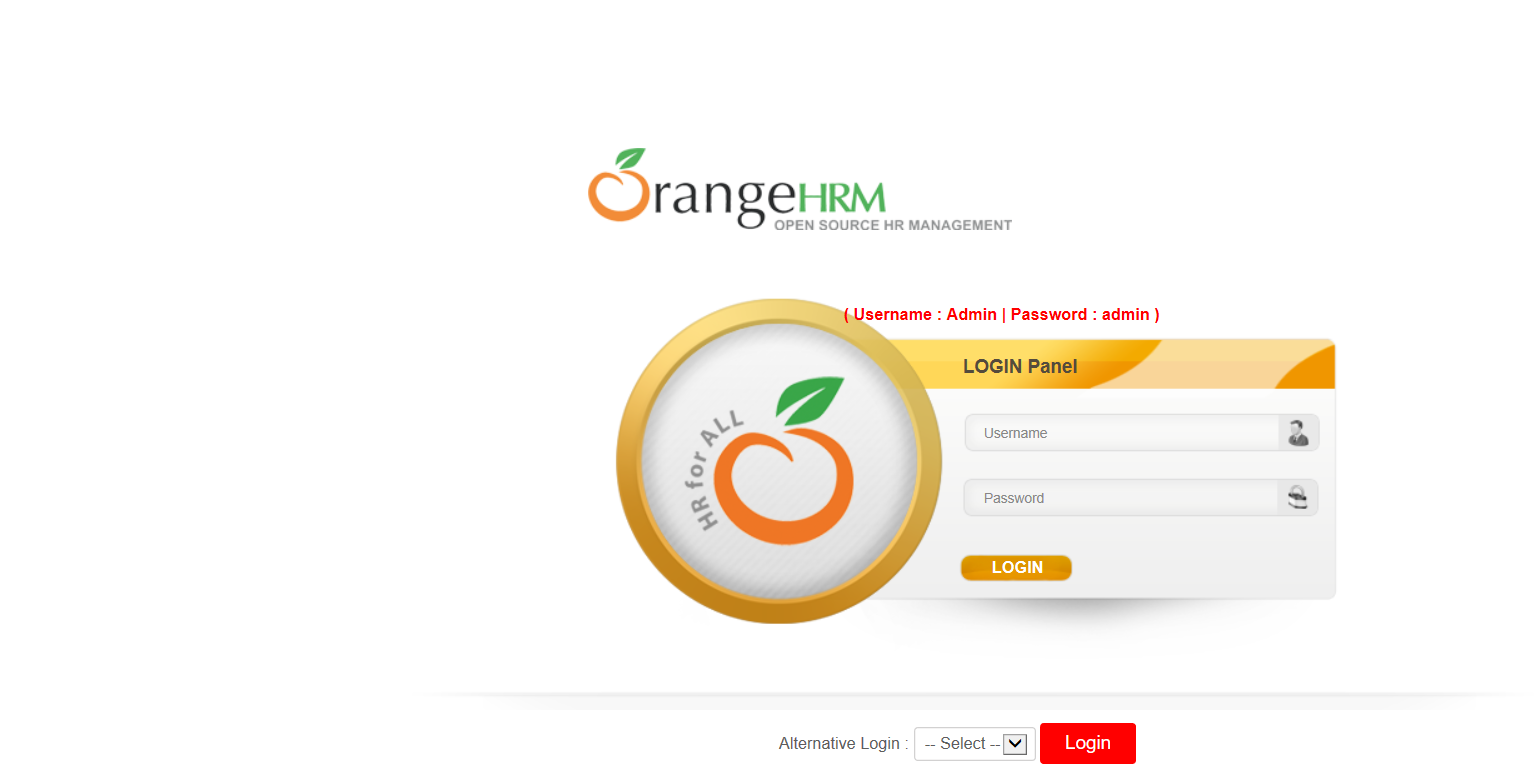 OrangeHRM
OPEN SOURCE HR MANAGEMENT
( Username : Admin | Password : admin )
LOGIN Panel
HR for ALL
Username
Password
LOGIN
Alternative Login : -- Select -- Login